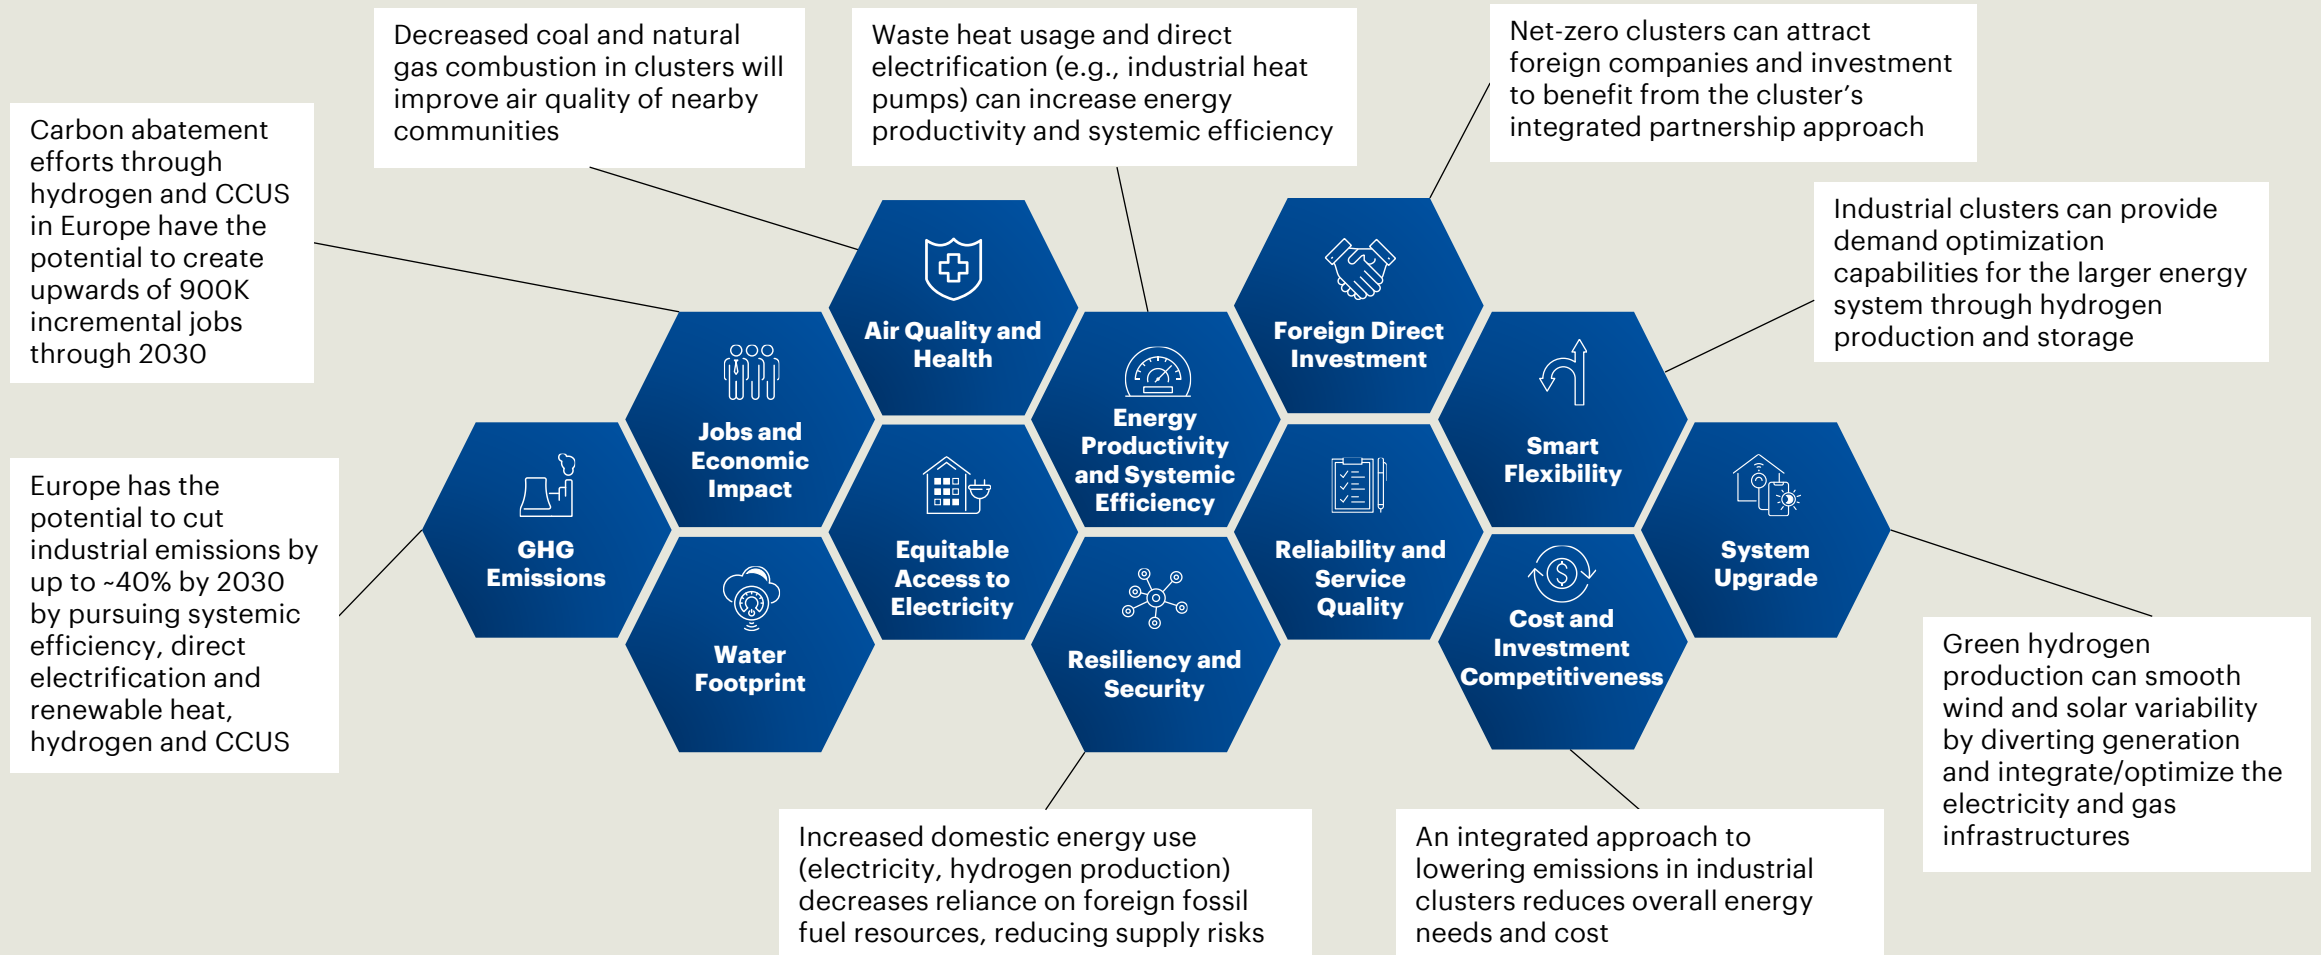 Decreased coal and natural
gas combustion in clusters will
improve air quality of nearby
communities
Waste heat usage and direct
electrification (e.g., industrial heat
pumps) can increase energy
productivity and systemic efficiency
Net-zero clusters can attract
foreign companies and investment
to benefit from the cluster’s
integrated partnership approach
Carbon abatement
efforts through
hydrogen and CCUS
in Europe have the
potential to create
upwards of 900K
incremental jobs
through 2030
Industrial clusters can provide
demand optimization
capabilities for the larger energy
system through hydrogen
production and storage
Air Quality and
Health
Foreign Direct
Investment
Jobs and
Economic
Impact
Energy
Productivity
and Systemic
Efficiency
Smart
Flexibility
GHG
Emissions
Equitable
Access to
Electricity
Reliability and
Service
Quality
System
Upgrade
Water
Footprint
Resiliency and
Security
$
Cost and
Investment
Competitiveness
Europe has the
potential to cut
industrial emissions by
up to ~40% by 2030
by pursuing systemic
efficiency, direct
electrification and
renewable heat,
hydrogen and CCUS
Green hydrogen
production can smooth
wind and solar variability
by diverting generation
and integrate/optimize the
electricity and gas
infrastructures
Increased domestic energy use
(electricity, hydrogen production)
decreases reliance on foreign fossil
fuel resources, reducing supply risks
An integrated approach to
lowering emissions in industrial
clusters reduces overall energy
needs and cost